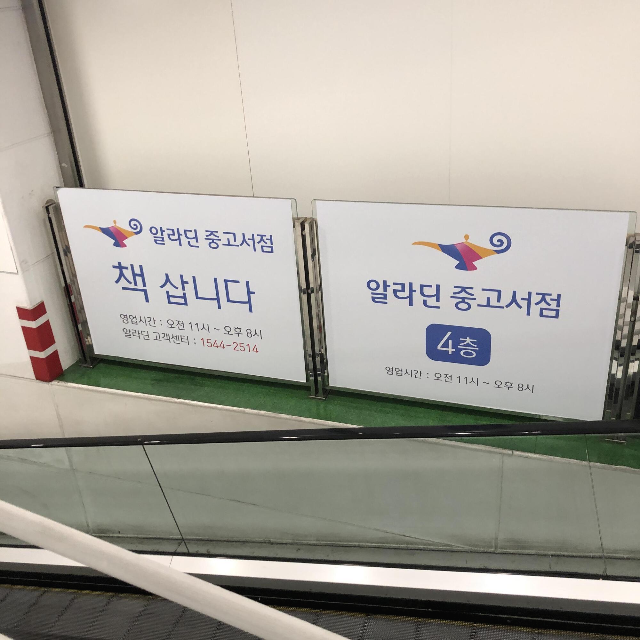 알라딘 중고서점
책 삽니다
영업시간 : 오전 11시 ~ 오후 8시
알라딘 고객센터 : 1544-2514
알라딘 중고서점
4층
영업시간 : 오전 11시 ~ 오후 8시